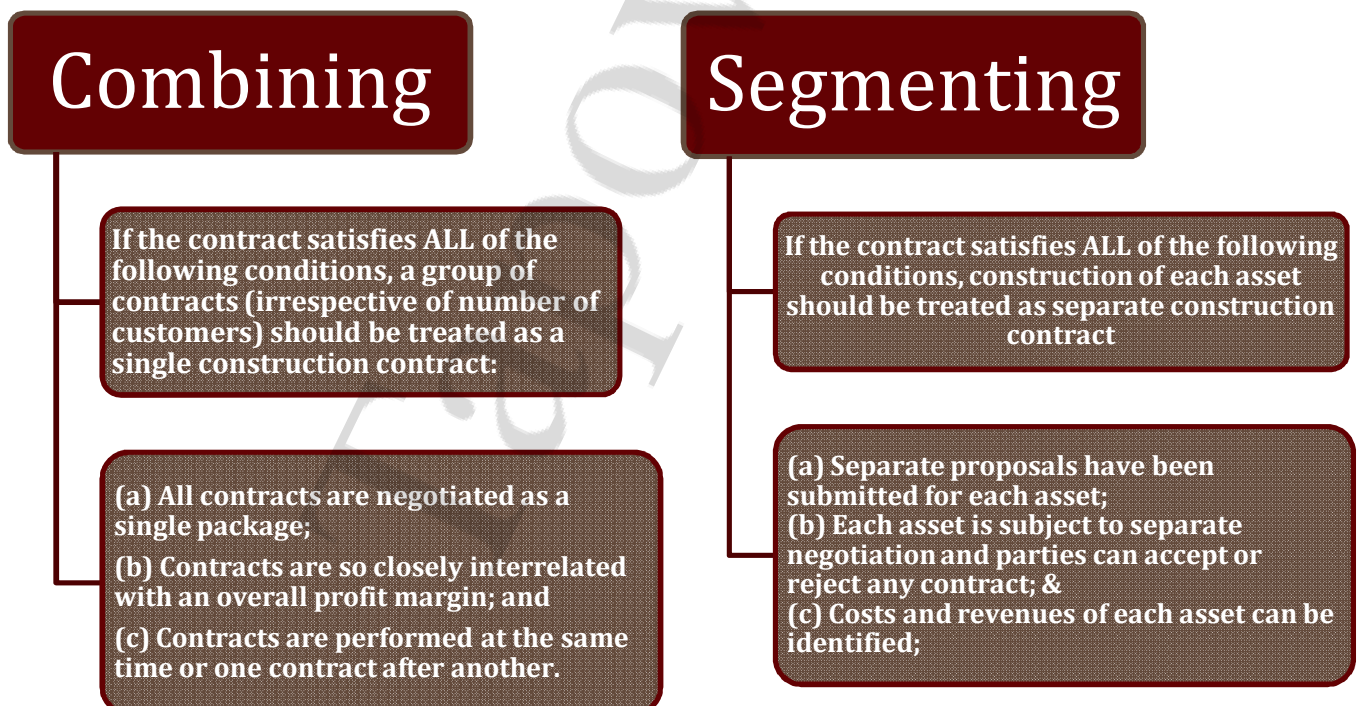 Combining
If the contract satisfies ALL of the
following conditions, a group of
contracts (irrespective of number of
customers) should be treated as a
single construction contract:
(a) All contracts are negotiated as a
single package;
(b) Contracts are so closely interrelated
with an overall profit margin; and
(c) Contracts are performed at the same
time or one contract after another.
Segmenting
If the contract satisfies ALL of the following
conditions, construction of each asset
should be treated as separate construction
contract
(a) Separate proposals have been
submitted for each asset;
(b) Each asset is subject to separate
negotiation and parties can accept or
reject any contract; &
(c) Costs and revenues of each asset can be
identified;